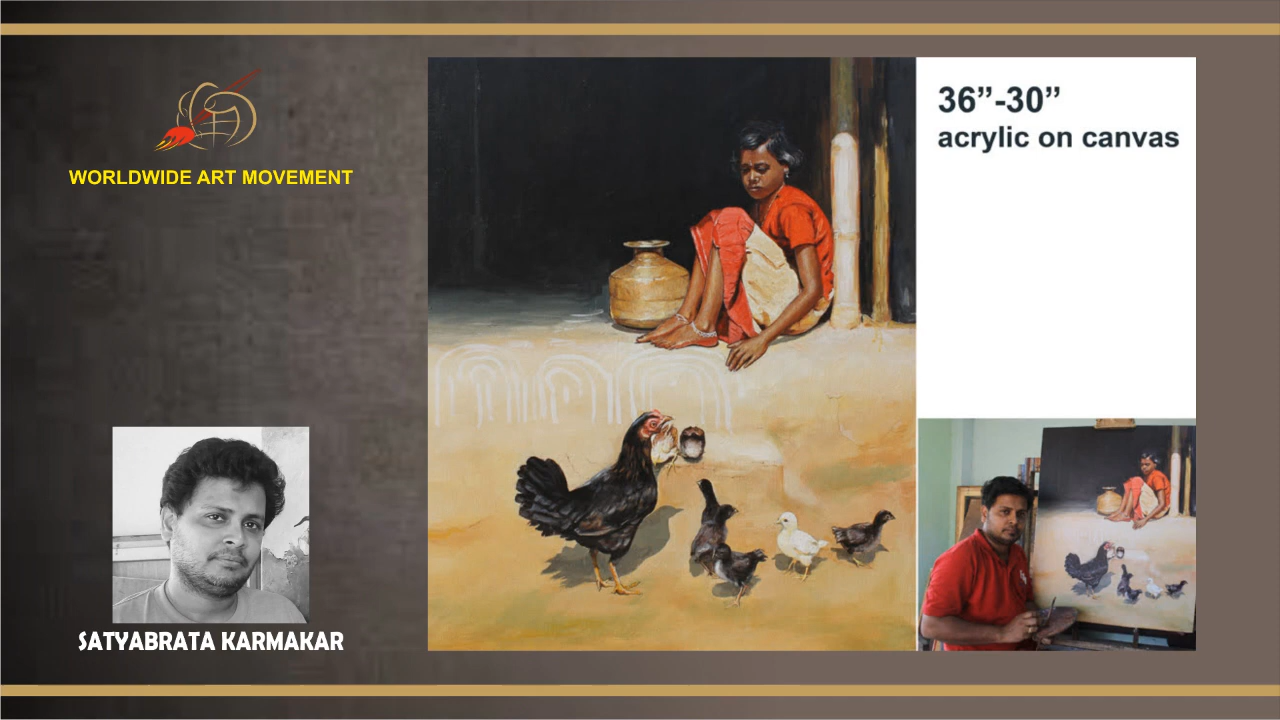 WORLDWIDE ART MOVEMENT
SATYABRATA KARMAKAR
36”-30”
acrylic on canvas